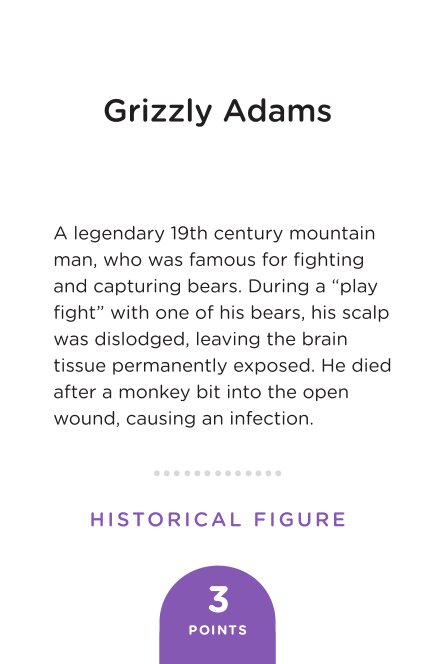 Grizzly Adams
A legendary 19th century mountain
man, who was famous for fighting
and capturing bears. During a “play
fight” with one of his bears, his scalp
was dislodged, leaving the brain
tissue permanently exposed. He died
after a monkey bit into the open
wound, causing an infection.
HISTORICAL FIGURE
3
POINTS